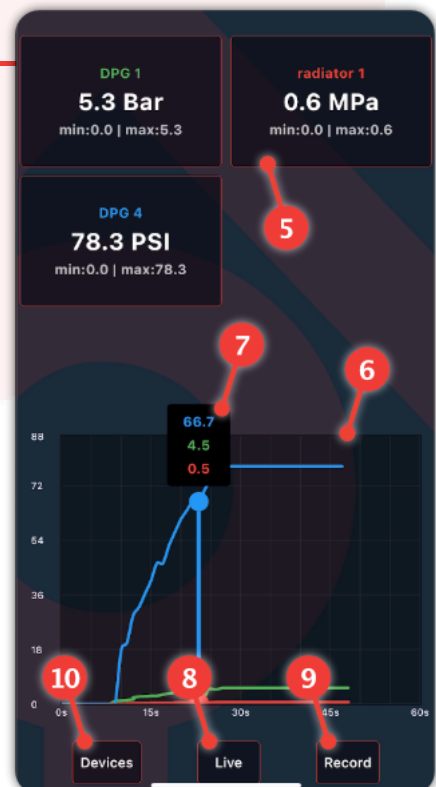 DPG 1
5.3 Bar
min:0.0 | max:5.3
radiator 1
0.6 MPa
min:0.0 | max:0.6
5
DPG 4
78.3 PSI
min:0.0 | max:78.3
7
6
66.7
4.5
0.5
88
72
54
36
18
0
10
8
9
0s
15s
30s
45s
60s
Devices
Live
Record